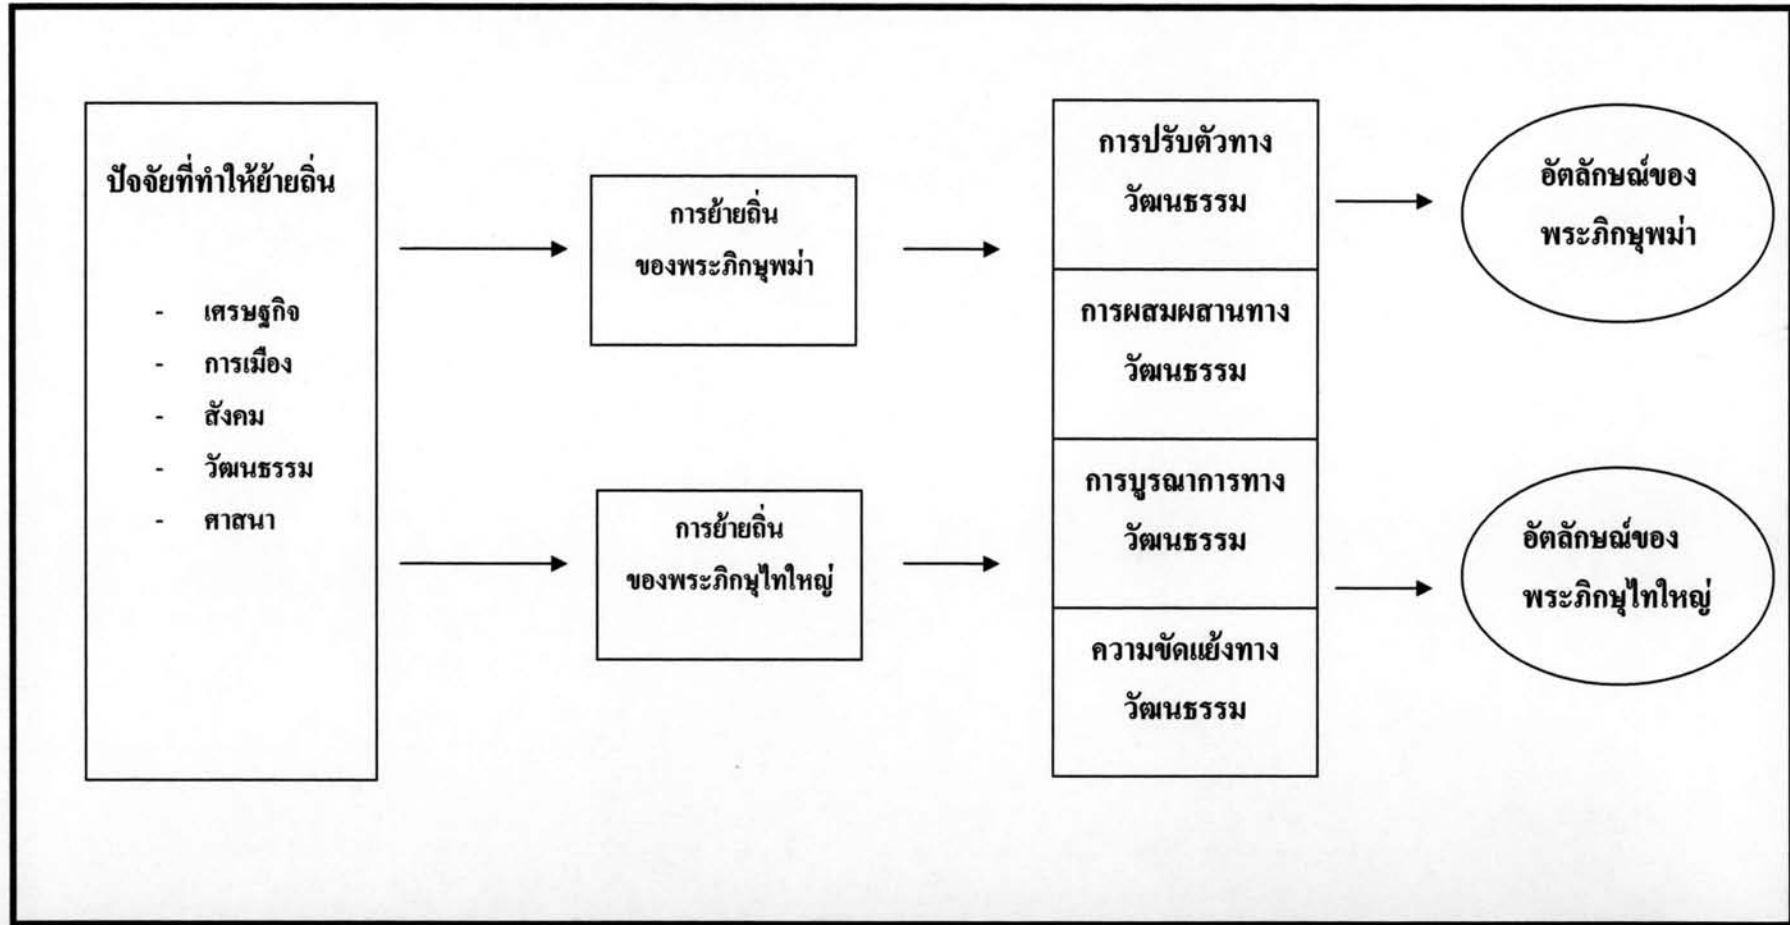 ปัจจัยที่ทำให้ย้ายถิ่น
- เศรษฐกิจ
- การเมือง
- สังคม
- วัฒนธรรม
- ศาสนา
การย้ายถิ่น
ของพระภิกษุพม่า
การย้ายถิ่น
ของพระภิกษุไทใหญ่
การปรับตัวทาง
วัฒนธรรม
การผสมผสานทาง
วัฒนธรรม
การบูรณาการทาง
วัฒนธรรม
ความขัดแย้งทาง
วัฒนธรรม
อัตลักษณ์ของ
พระภิกษุพม่า
อัตลักษณ์ของ
พระภิกษุไทใหญ่